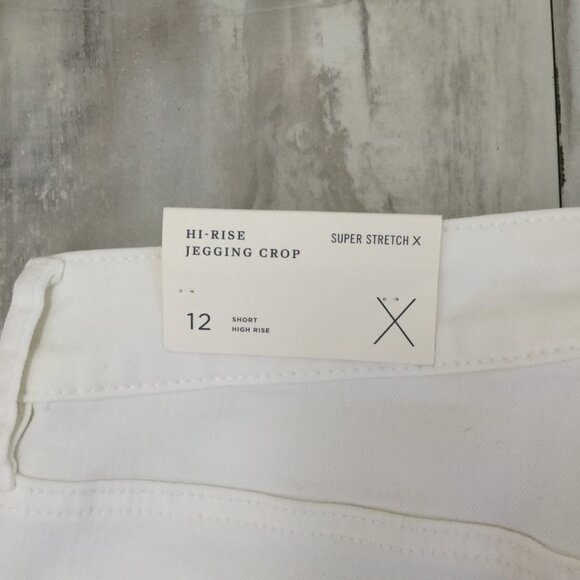 HI-RISE
JEGGING CROP
SUPER STRETCH X
12
SHORT
HIGH RISE
X